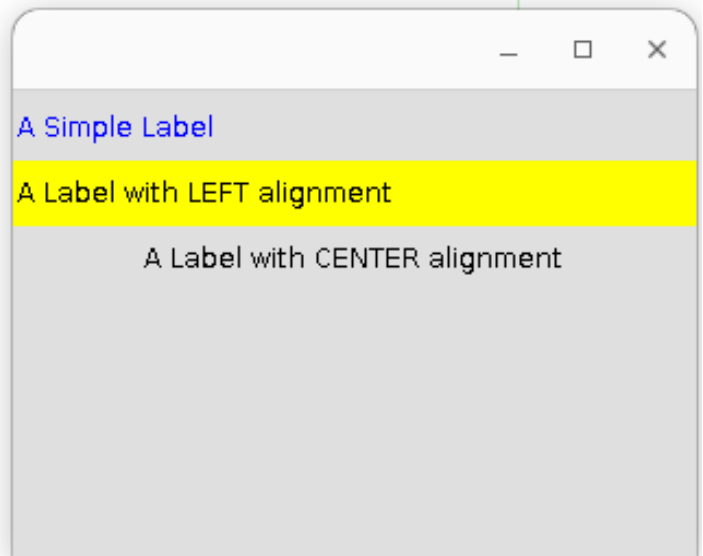 A Simple Label
A Label with LEFT alignment
A Label with CENTER alignment